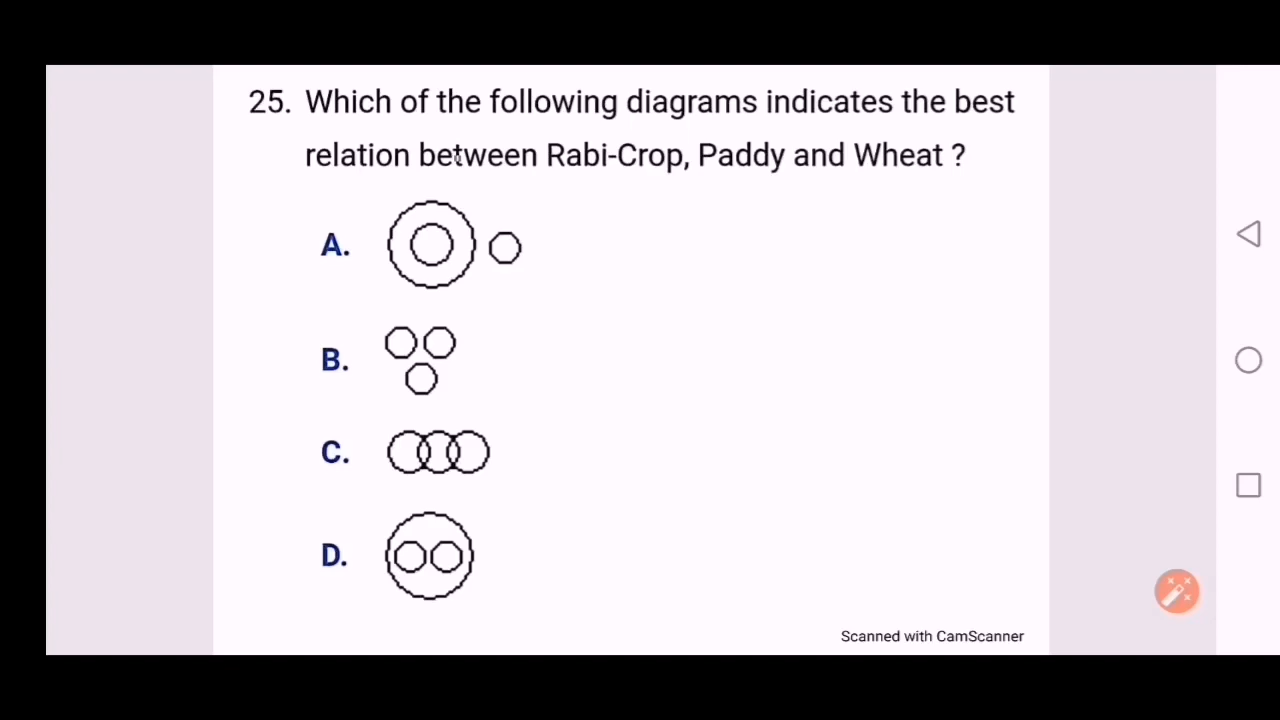 25. Which of the following diagrams indicates the best
relation between Rabi-Crop, Paddy and Wheat ?
A.
B.
C.
D.
Scanned with CamScanner